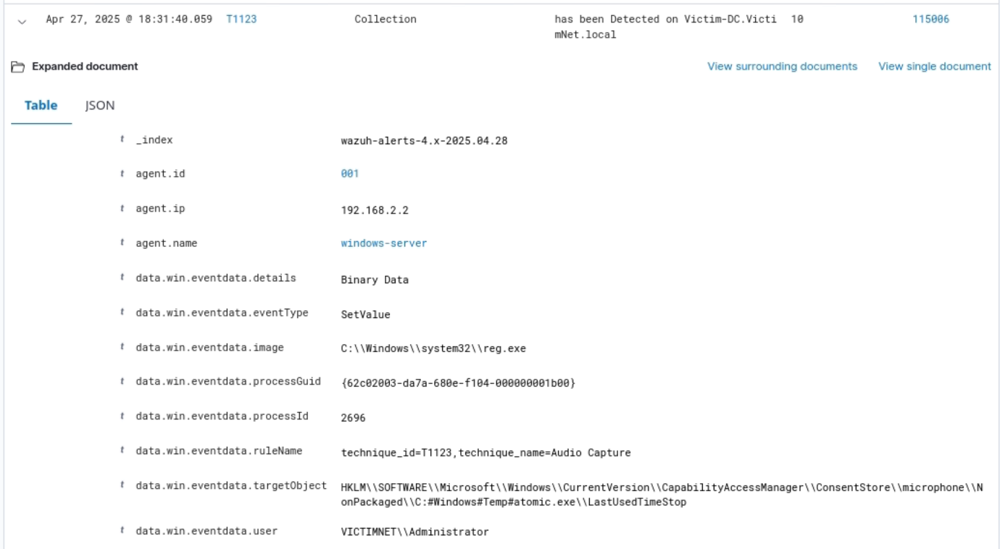 Apr 27, 2025 @ 18:31:40.059 T1123 Collection has been Detected on Victim-DC.Victi 10 115006
mNet.local
Expanded document View surrounding documents View single document
Table JSON
t _index wazuh-alerts-4.x-2025.04.28
t agent.id 001
t agent.ip 192.168.2.2
t agent.name windows-server
t data.win.eventdata.details Binary Data
t data.win.eventdata.eventType SetValue
t data.win.eventdata.image C:\\Windows\\system32\\reg.exe
t data.win.eventdata.processGuid {62c02003-da7a-680e-f104-000000001b00}
t data.win.eventdata.processId 2696
t data.win.eventdata.ruleName technique_id=T1123,technique_name=Audio Capture
t data.win.eventdata.targetObject HKLM\\SOFTWARE\\Microsoft\\Windows\\CurrentVersion\\CapabilityAccessManager\\ConsentStore\\microphone\\N
onPackaged\\C:#Windows#Temp#atomic.exe\\LastUsedTimeStop
t data.win.eventdata.user VICTIMNET\\Administrator